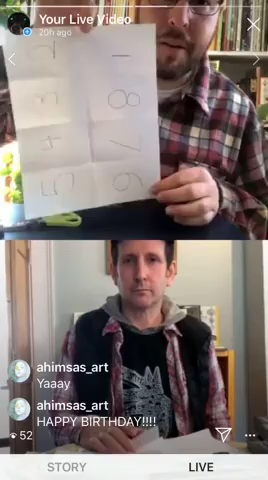 Your Live Video
20h ago
2 1
3 8
4 7
5 6
ahimsas_art
Yaaay
ahimsas_art
HAPPY BIRTHDAY!!!!
52
STORY
LIVE